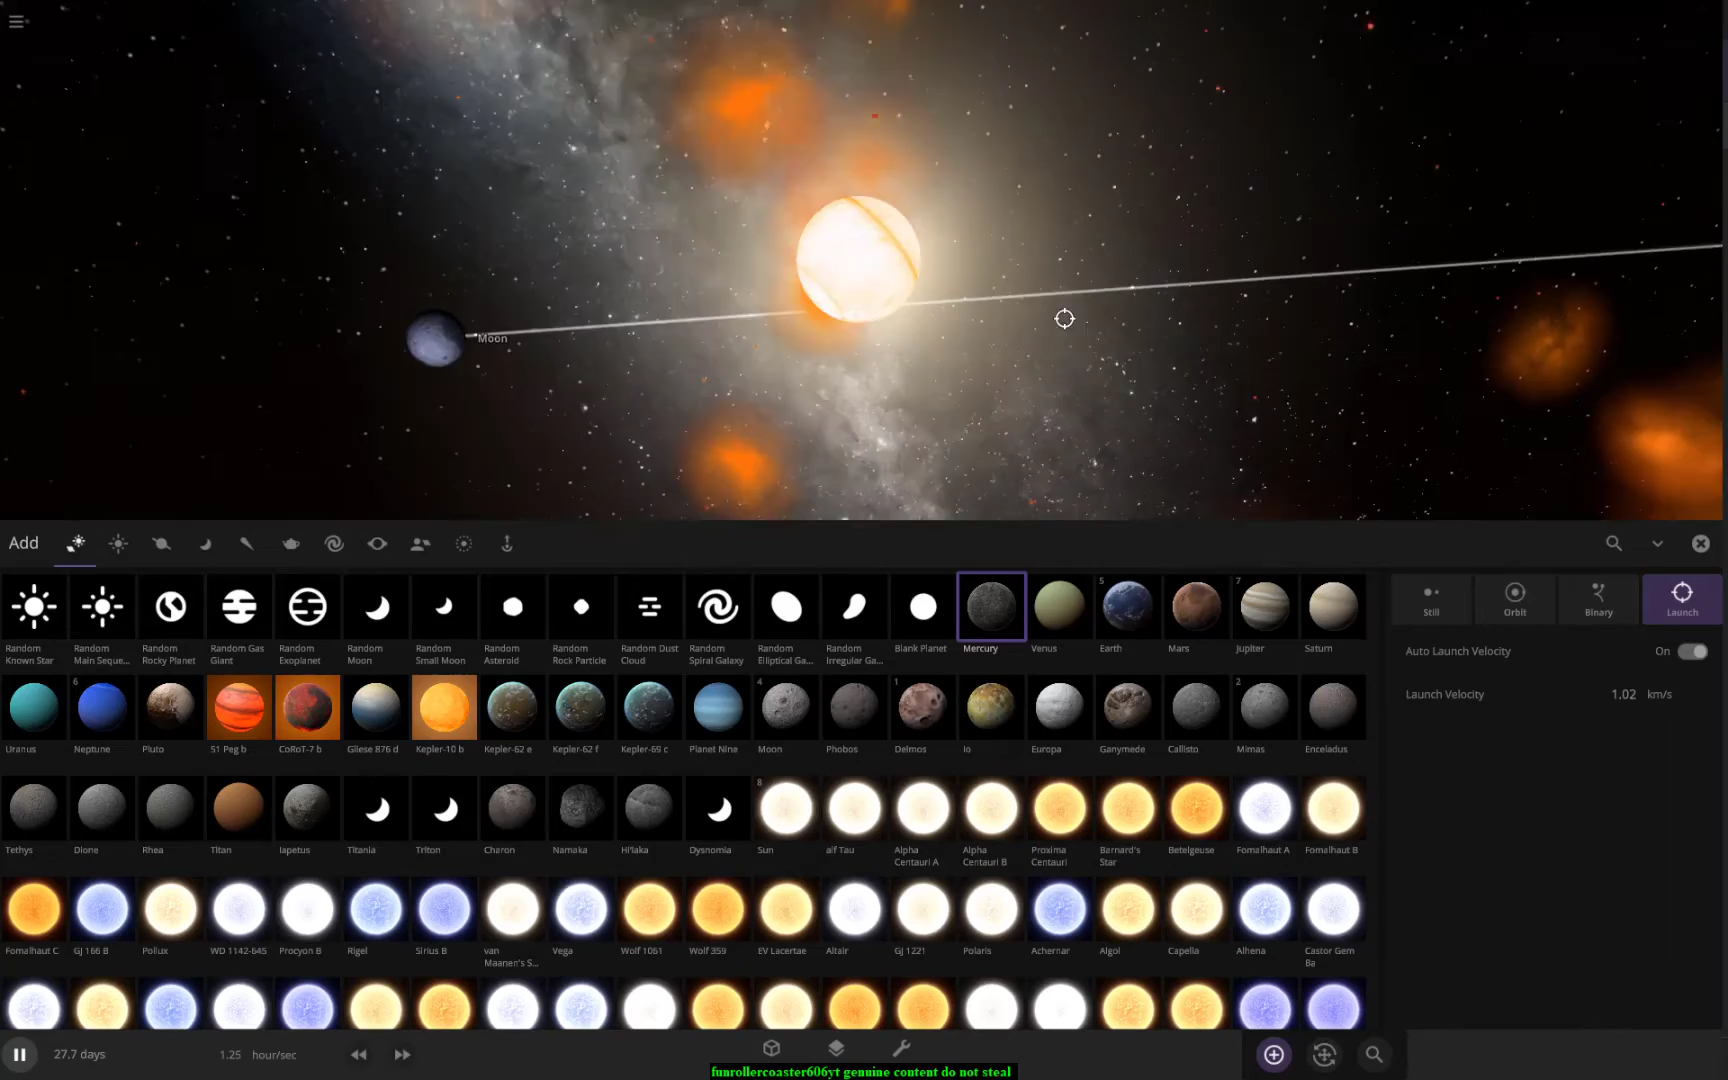 Moon
Add
Random Known Star
Random Main Seque...
Random Rocky Planet
Random Gas Giant
Random Exoplanet
Random Moon
Random Small Moon
Random Asteroid
Random Rock Particle
Random Dust Cloud
Random Spiral Galaxy
Random Elliptical Ga...
Random Irregular Ga...
Blank Planet
Mercury
Venus
5
Earth
Mars
7
Jupiter
Saturn
Uranus
6
Neptune
Pluto
51 Peg b
CoRoT-7 b
Gliese 876 d
Kepler-10 b
Kepler-62 e
Kepler-62 f
Kepler-69 c
Planet Nine
4
Moon
Phobos
1
Deimos
Io
Europa
Ganymede
Callisto
2
Mimas
Enceladus
Tethys
Dione
Rhea
Titan
Iapetus
Titania
Triton
Charon
Namaka
Hi'iaka
Dysnomia
8
Sun
alf Tau
Alpha Centauri A
Alpha Centauri B
Proxima Centauri
Barnard's Star
Betelgeuse
Fomalhaut A
Fomalhaut B
Fomalhaut C
GJ 166 B
Pollux
WD 1142-645
Procyon B
Rigel
Sirius B
van Maanen's S...
Vega
Wolf 1061
Wolf 359
EV Lacertae
Altair
GJ 1221
Polaris
Achernar
Algol
Capella
Alhena
Castor Gem Ba
Still
Orbit
Binary
Launch
Auto Launch Velocity On
Launch Velocity 1.02 km/s
27.7 days 1.25 hour/sec
funrollercoaster606yt genuine content do not steal